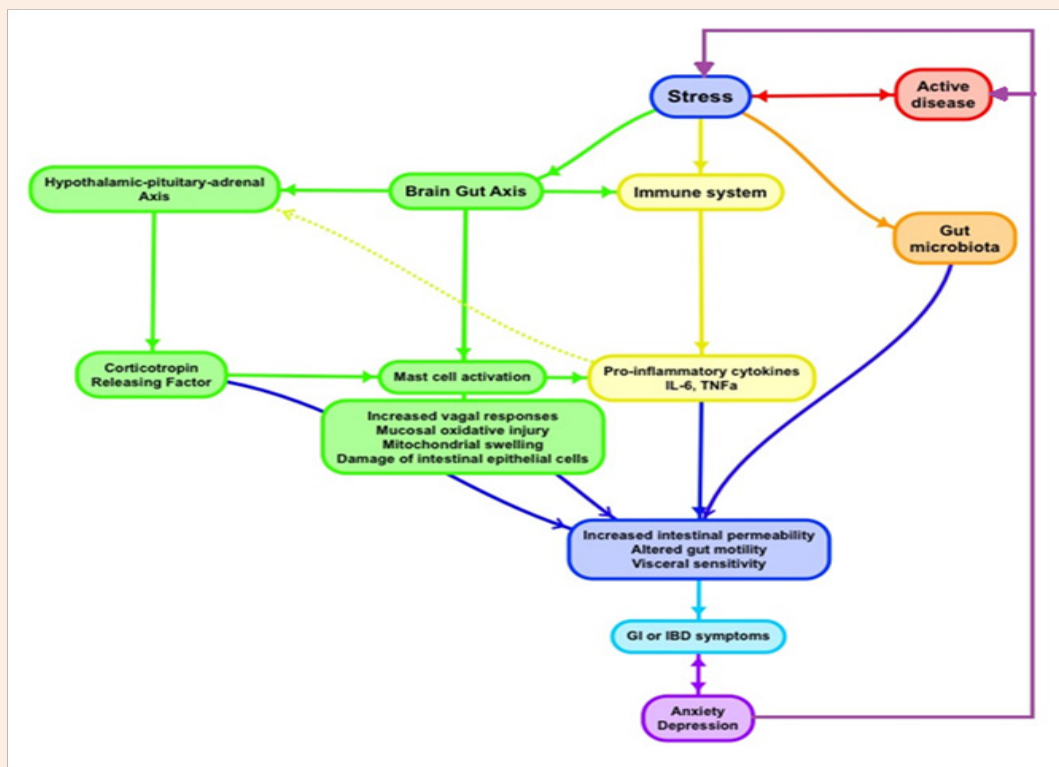 Stress
Active
disease
Hypothalamic-pituitary-adrenal
Axis
Brain Gut Axis
Immune system
Gut
microbiota
Corticotropin
Releasing Factor
Mast cell activation
Pro-inflammatory cytokines
IL-6, TNFa
Increased vagal responses
Mucosal oxidative injury
Mitochondrial swelling
Damage of intestinal epithelial cells
Increased intestinal permeability
Altered gut motility
Visceral sensitivity
GI or IBD symptoms
Anxiety
Depression